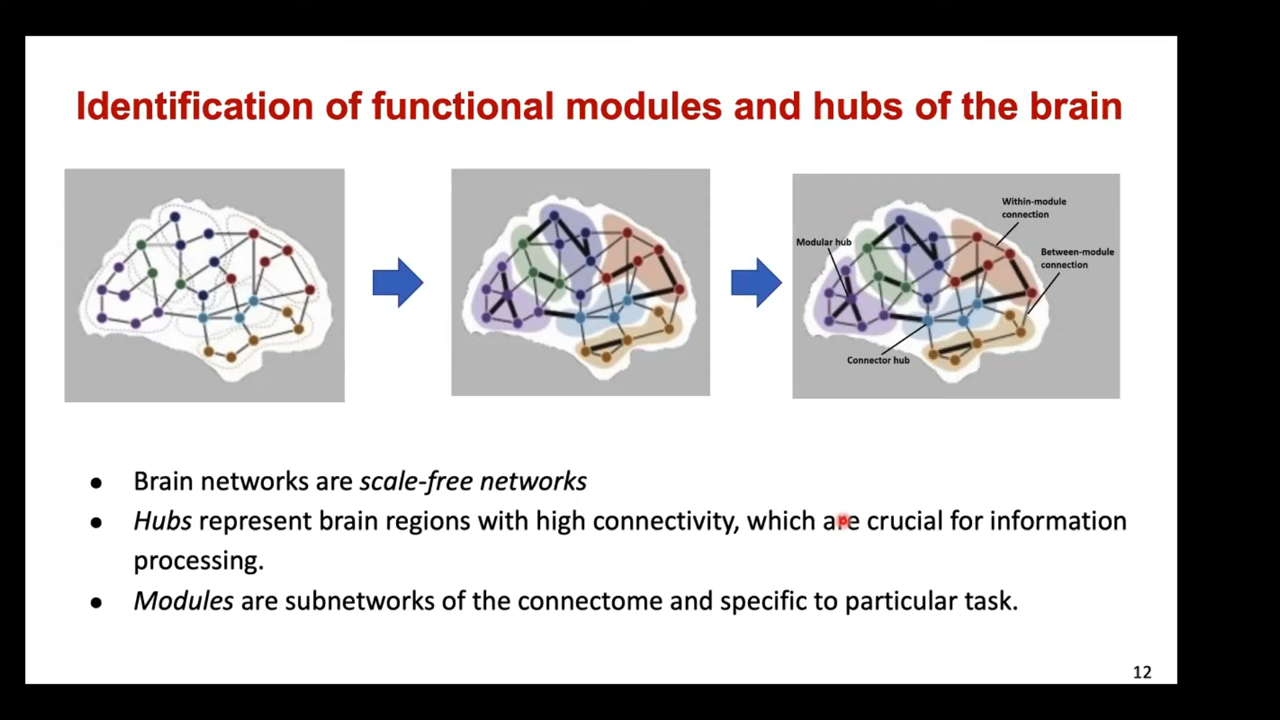 Identification of functional modules and hubs of the brain
Within-module
connection
Modular hub
Between-module
connection
Connector hub
● Brain networks are scale-free networks
● Hubs represent brain regions with high connectivity, which are crucial for information
processing.
● Modules are subnetworks of the connectome and specific to particular task.
12